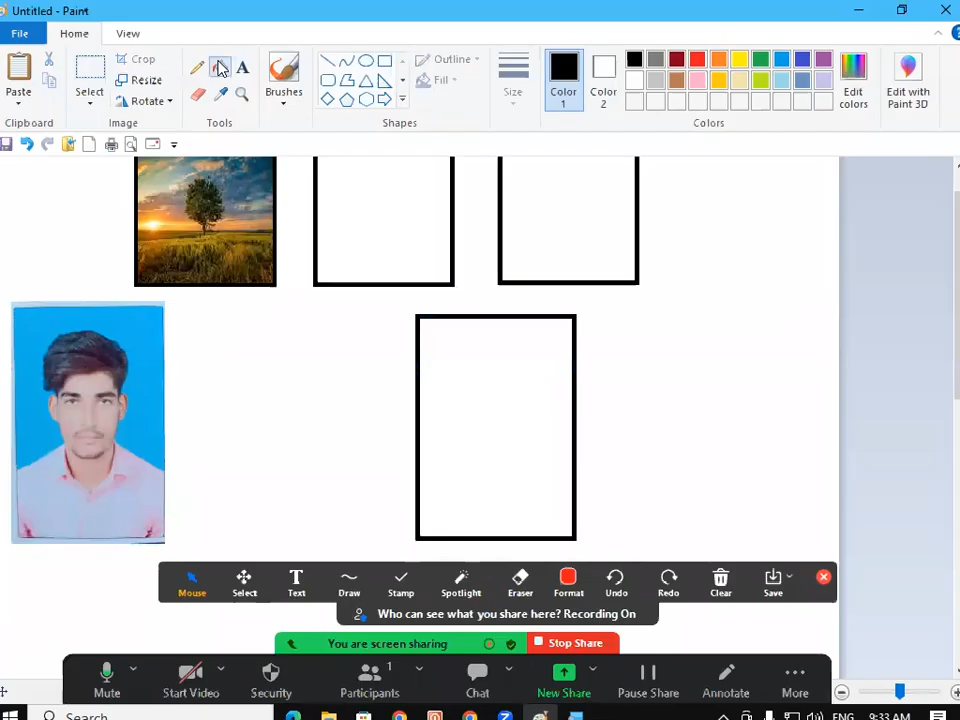 Untitled - Paint
File Home View
Paste
Clipboard
Select
Crop
Resize
Rotate
Image
Tools
Brushes
Shapes
Outline
Fill
Size
Color 1
Color 2
Colors
Edit colors
Edit with Paint 3D
Mouse Select Text Draw Stamp Spotlight Eraser Format Undo Redo Clear Save
Who can see what you share here? Recording On
You are screen sharing Stop Share
Mute Start Video Security Participants 1 Chat New Share Pause Share Annotate More
Search
ENG 9:33 AM